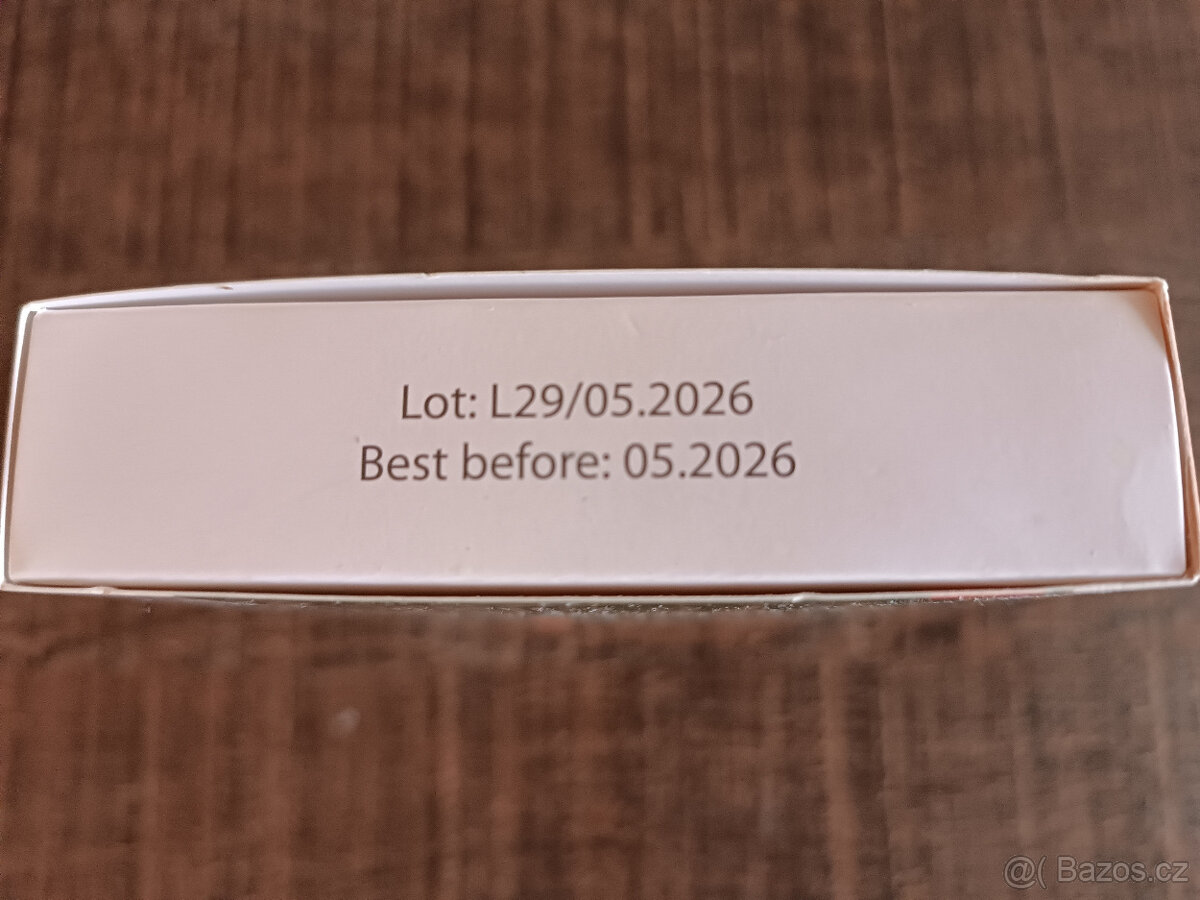 Lot: L29/05.2026
Best before: 05.2026
@( Bazos.cz